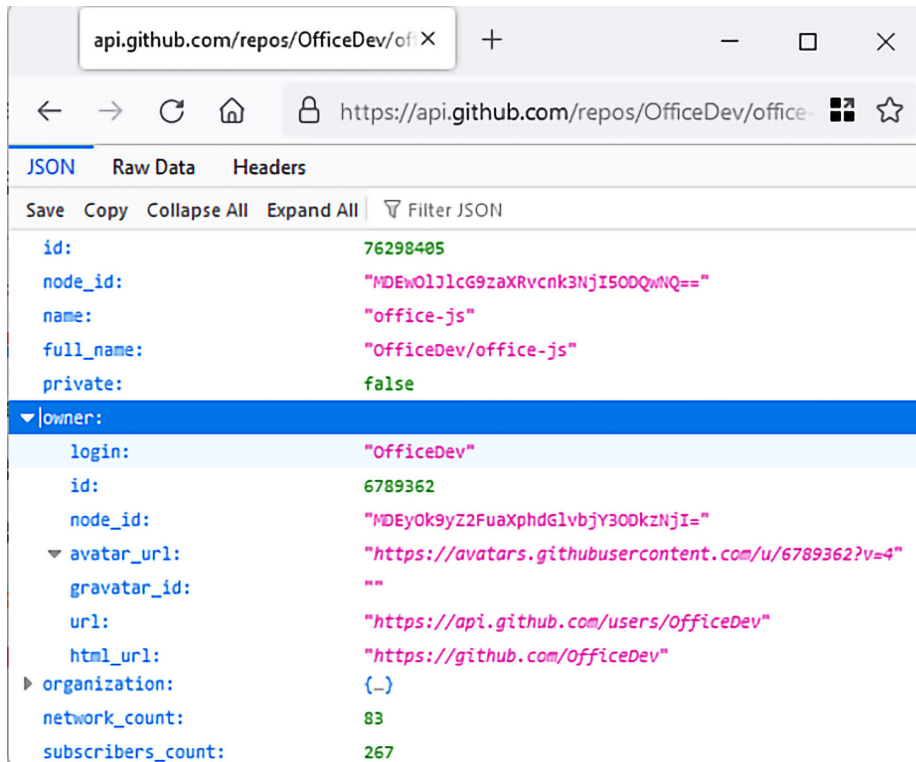 api.github.com/repos/OfficeDev/of
https://api.github.com/repos/OfficeDev/office-
JSON Raw Data Headers
Save Copy Collapse All Expand All Filter JSON
id: 76298405
node_id: "MDEwOlJlcG9zaXRvcnk3NjI5ODQwNQ=="
name: "office-js"
full_name: "OfficeDev/office-js"
private: false
owner:
login: "OfficeDev"
id: 6789362
node_id: "MDEyOk9yZ2FuaXphdGlvbjY3ODkzNjI="
avatar_url: "https://avatars.githubusercontent.com/u/6789362?v=4"
gravatar_id: ""
url: "https://api.github.com/users/OfficeDev"
html_url: "https://github.com/OfficeDev"
organization: {…}
network_count: 83
subscribers_count: 267